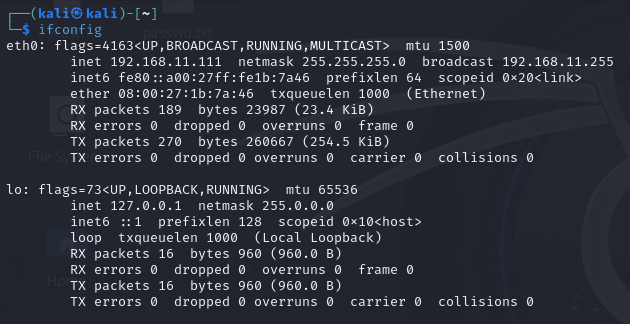 ┌──(kali㉿kali)-[~]
passwd.txt
└─$ ifconfig
eth0: flags=4163<UP,BROADCAST,RUNNING,MULTICAST>  mtu 1500
        inet 192.168.11.111  netmask 255.255.255.0  broadcast 192.168.11.255
        inet6 fe80::a00:27ff:fe1b:7a46  prefixlen 64  scopeid 0×20<link>
        ether 08:00:27:1b:7a:46  txqueuelen 1000  (Ethernet)
        RX packets 189  bytes 23987 (23.4 KiB)
        RX errors 0  dropped 0  overruns 0  frame 0
        TX packets 270  bytes 260667 (254.5 KiB)
File Sy
        TX errors 0  dropped 0 overruns 0  carrier 0  collisions 0
lo: flags=73<UP,LOOPBACK,RUNNING>  mtu 65536
        inet 127.0.0.1  netmask 255.0.0.0
        inet6 ::1  prefixlen 128  scopeid 0×10<host>
        loop  txqueuelen 1000  (Local Loopback)
        RX packets 16  bytes 960 (960.0 B)
        RX errors 0  dropped 0  overruns 0  frame 0
        TX packets 16  bytes 960 (960.0 B)
        TX errors 0  dropped 0 overruns 0  carrier 0  collisions 0